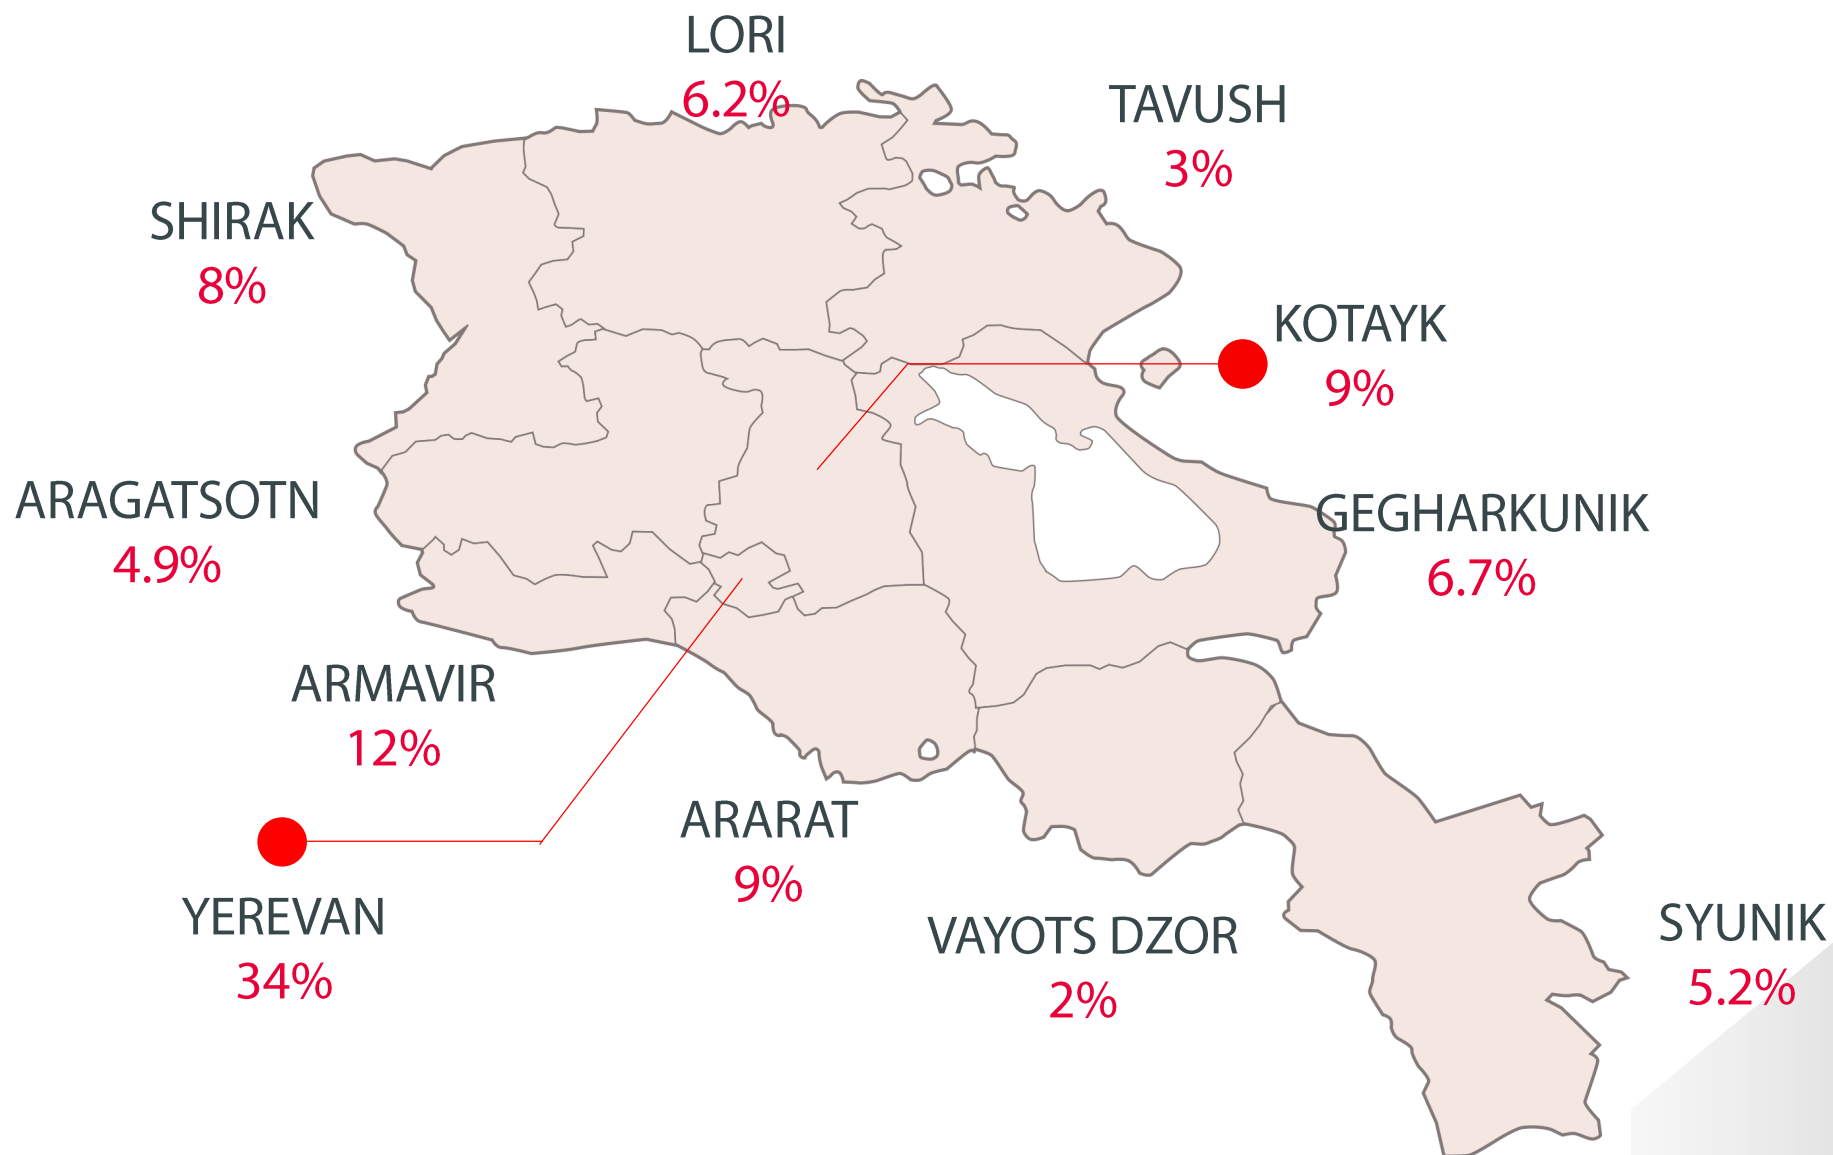 LORI
6.2%
TAVUSH
3%
SHIRAK
8%
KOTAYK
9%
ARAGATSOTN
4.9%
GEGHARKUNIK
6.7%
ARMAVIR
12%
ARARAT
9%
YEREVAN
34%
VAYOTS DZOR
2%
SYUNIK
5.2%